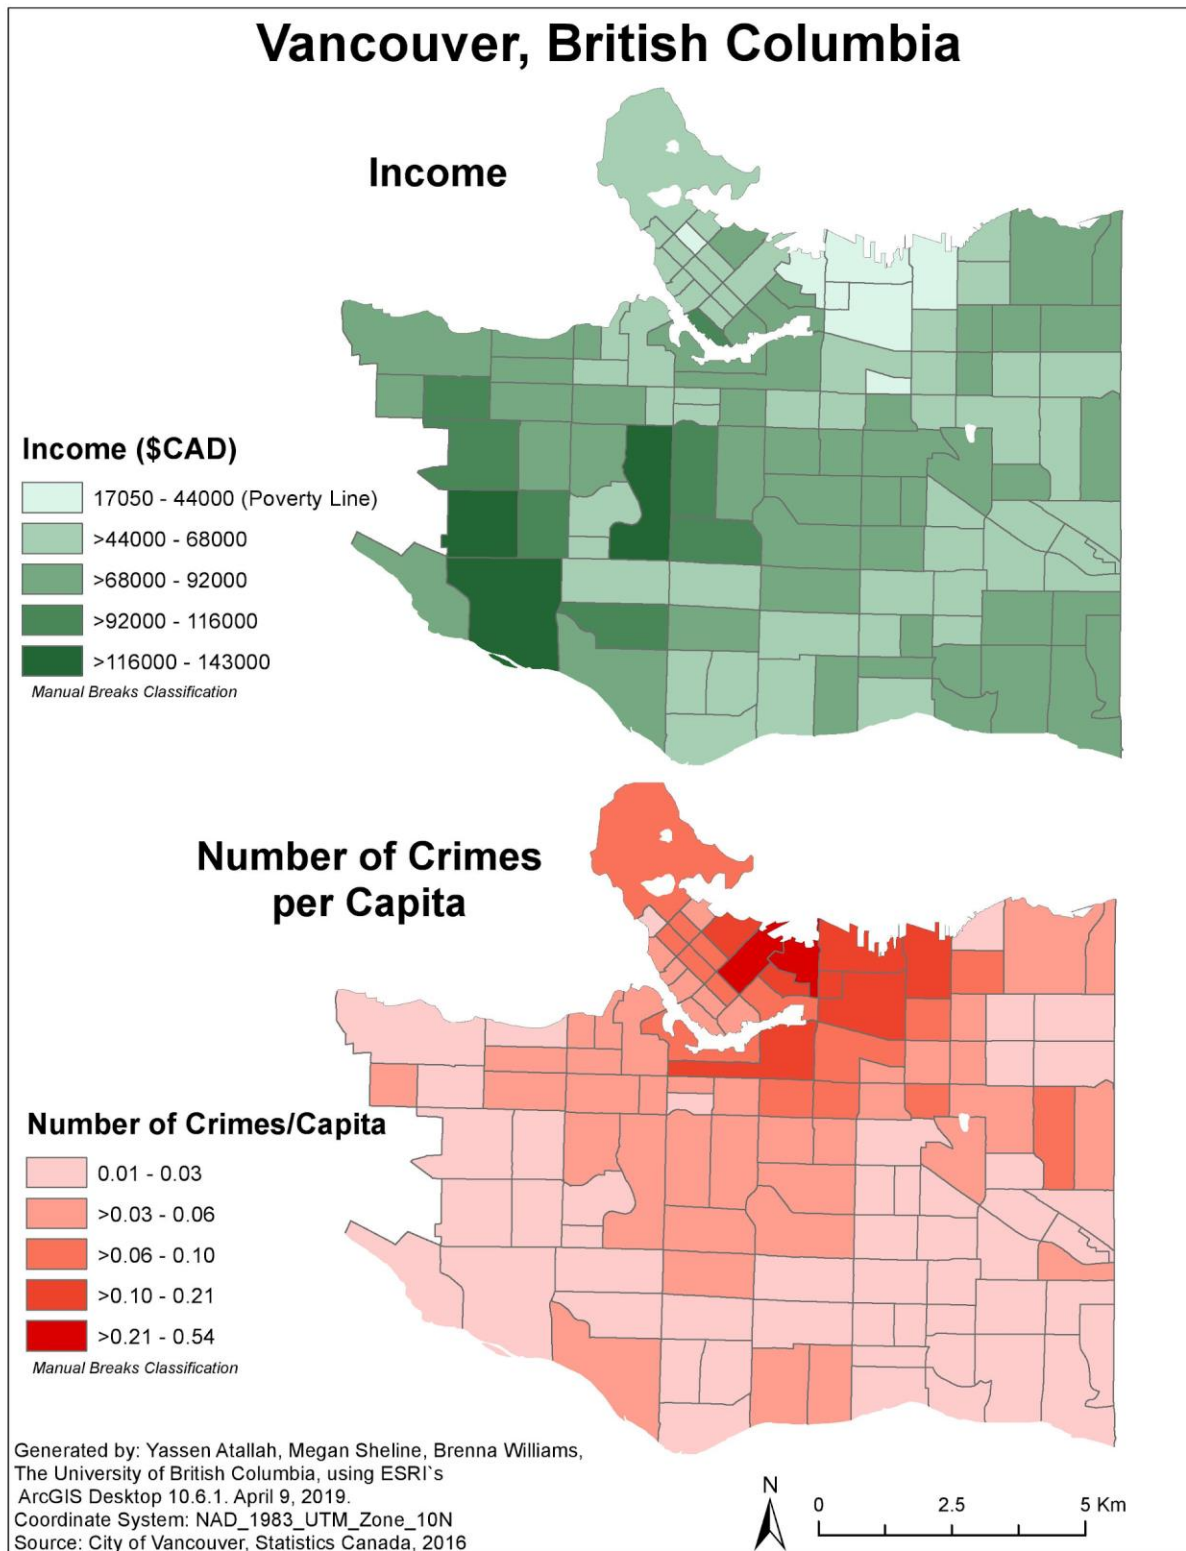 Vancouver, British Columbia
Income
Income ($CAD)
17050 - 44000 (Poverty Line)
>44000 - 68000
>68000 - 92000
>92000 - 116000
>116000 - 143000
Manual Breaks Classification
Number of Crimes
per Capita
Number of Crimes/Capita
0.01 - 0.03
>0.03 - 0.06
>0.06 - 0.10
>0.10 - 0.21
>0.21 - 0.54
Manual Breaks Classification
Generated by: Yassen Atallah, Megan Sheline, Brenna Williams,
The University of British Columbia, using ESRI`s
ArcGIS Desktop 10.6.1. April 9, 2019.
Coordinate System: NAD_1983_UTM_Zone_10N
Source: City of Vancouver, Statistics Canada, 2016
N
0 2.5 5 Km